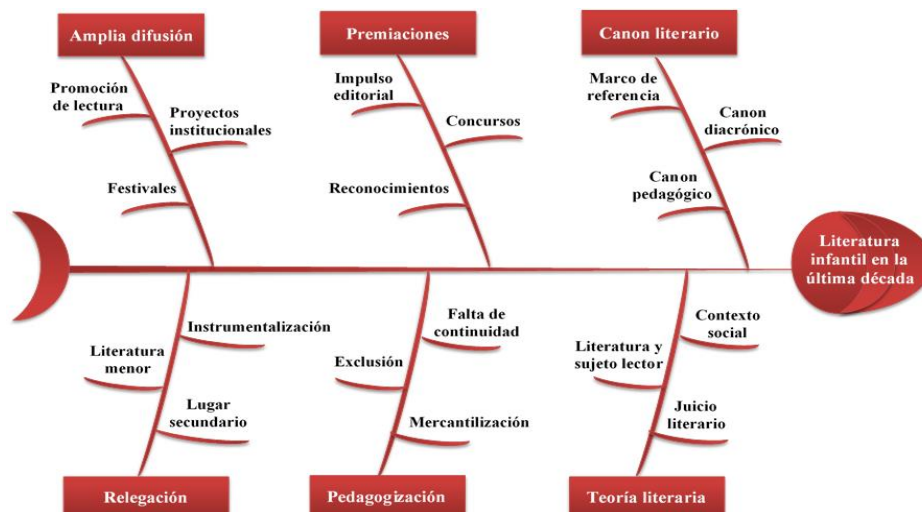 Amplia difusión
Premiaciones
Canon literario
Promoción
de lectura
Proyectos
institucionales
Festivales
Impulso
editorial
Concursos
Reconocimientos
Marco de
referencia
Canon
diacrónico
Canon
pedagógico
Literatura
infantil en la
última década
Instrumentalización
Literatura
menor
Lugar
secundario
Falta de
continuidad
Exclusión
Mercantilización
Contexto
social
Literatura y
sujeto lector
Juicio
literario
Relegación
Pedagogización
Teoría literaria